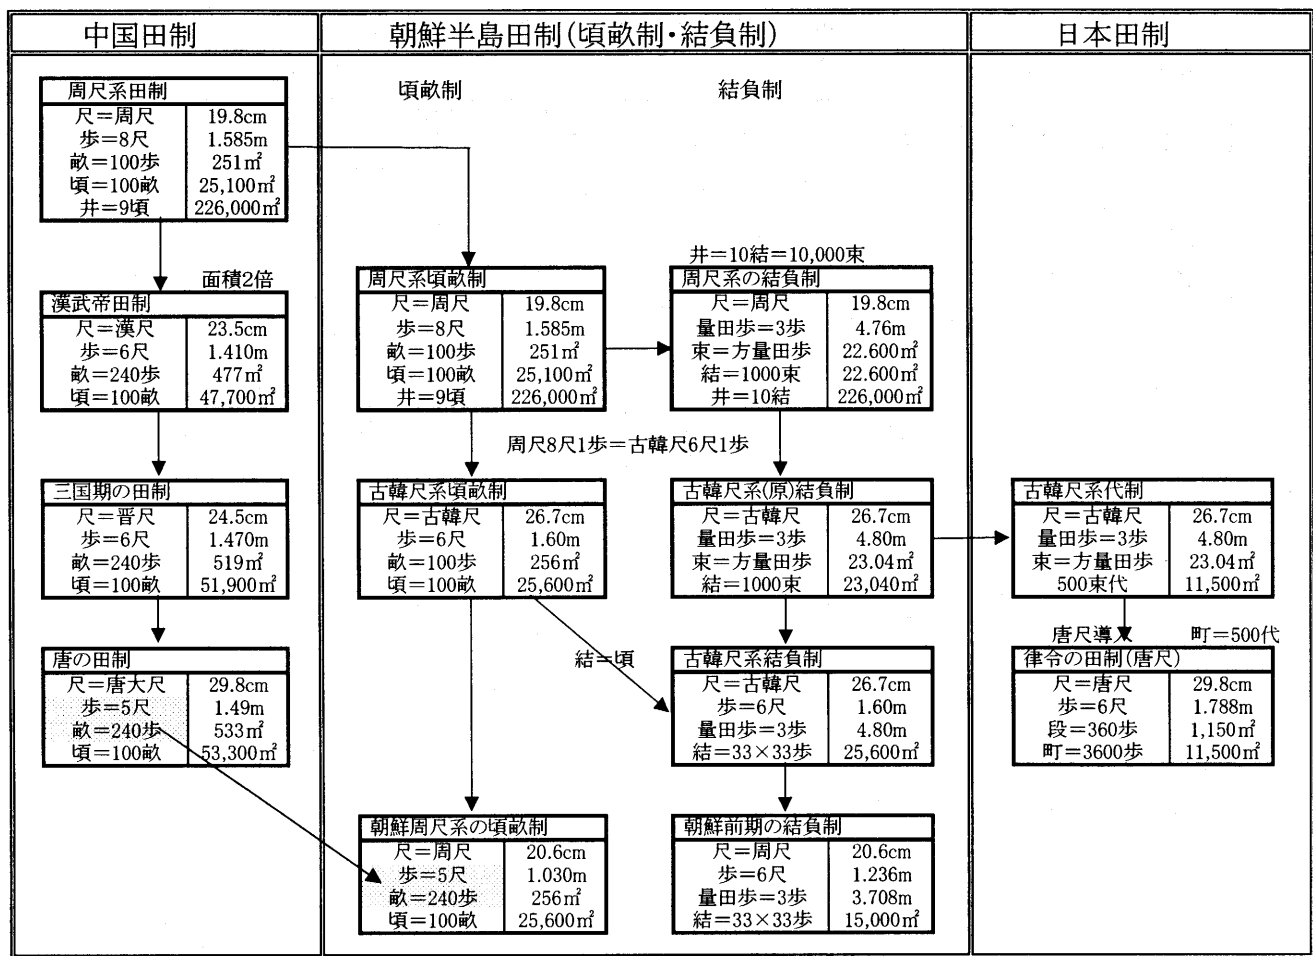 中国田制
朝鮮半島田制(頃畝制・結負制)
日本田制
周尺系田制
尺＝周尺 19.8cm
歩＝8尺 1.585m
畝＝100歩 251㎡
頃＝100畝 25,100㎡
井＝9頃 226,000㎡
面積2倍
漢武帝田制
尺＝漢尺 23.5cm
歩＝6尺 1.410m
畝＝240歩 477㎡
頃＝100畝 47,700㎡
三国期の田制
尺＝晋尺 24.5cm
歩＝6尺 1.470m
畝＝240歩 519㎡
頃＝100畝 51,900㎡
唐の田制
尺＝唐大尺 29.8cm
歩＝5尺 1.49m
畝＝240歩 533㎡
頃＝100畝 53,300㎡
頃畝制
結負制
周尺系頃畝制
尺＝周尺 19.8cm
歩＝8尺 1.585m
畝＝100歩 251㎡
頃＝100畝 25,100㎡
井＝9頃 226,000㎡
井＝10結＝10,000束
周尺系の結負制
尺＝周尺 19.8cm
量田歩＝3歩 4.76m
束＝方量田歩 22.600㎡
結＝1000束 22.600㎡
井＝10結 226,000㎡
周尺8尺1歩＝古韓尺6尺1歩
古韓尺系頃畝制
尺＝古韓尺 26.7cm
歩＝6尺 1.60m
畝＝100歩 256㎡
頃＝100畝 25,600㎡
古韓尺系(原)結負制
尺＝古韓尺 26.7cm
量田歩＝3歩 4.80m
束＝方量田歩 23.04㎡
結＝1000束 23,040㎡
結＝頃
古韓尺系結負制
尺＝古韓尺 26.7cm
歩＝6尺 1.60m
量田歩＝3歩 4.80m
結＝33×33歩 25,600㎡
朝鮮周尺系の頃畝制
尺＝周尺 20.6cm
歩＝5尺 1.030m
畝＝240歩 256㎡
頃＝100畝 25,600㎡
朝鮮前期の結負制
尺＝周尺 20.6cm
歩＝6尺 1.236m
量田歩＝3歩 3.708m
結＝33×33歩 15,000㎡
古韓尺系代制
尺＝古韓尺 26.7cm
量田歩＝3歩 4.80m
束＝方量田歩 23.04㎡
500束代 11,500㎡
唐尺導入 町＝500代
律令の田制(唐尺)
尺＝唐尺 29.8cm
歩＝6尺 1.788m
段＝360歩 1,150㎡
町＝3600歩 11,500㎡